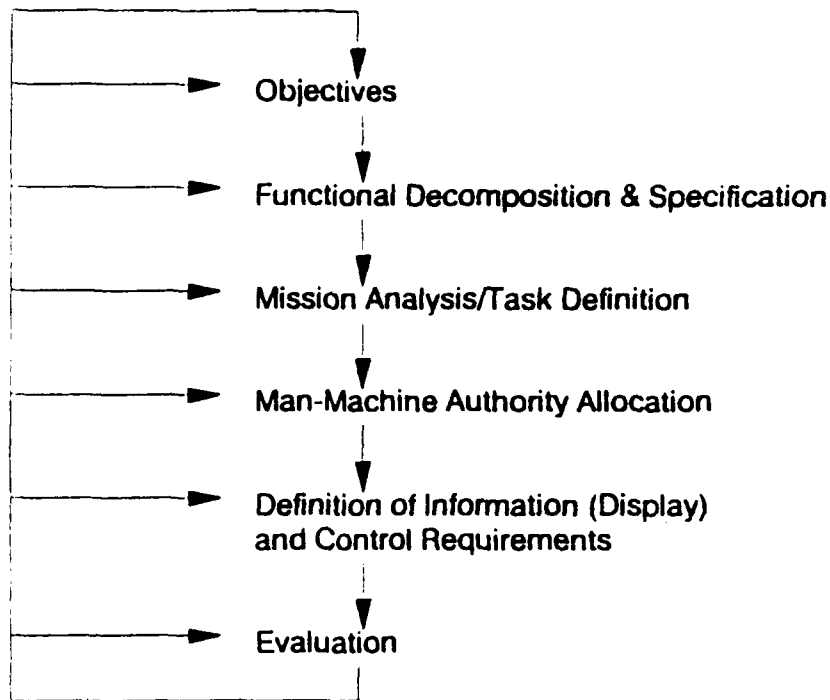 Objectives
Functional Decomposition & Specification
Mission Analysis/Task Definition
Man-Machine Authority Allocation
Definition of Information (Display)
and Control Requirements
Evaluation